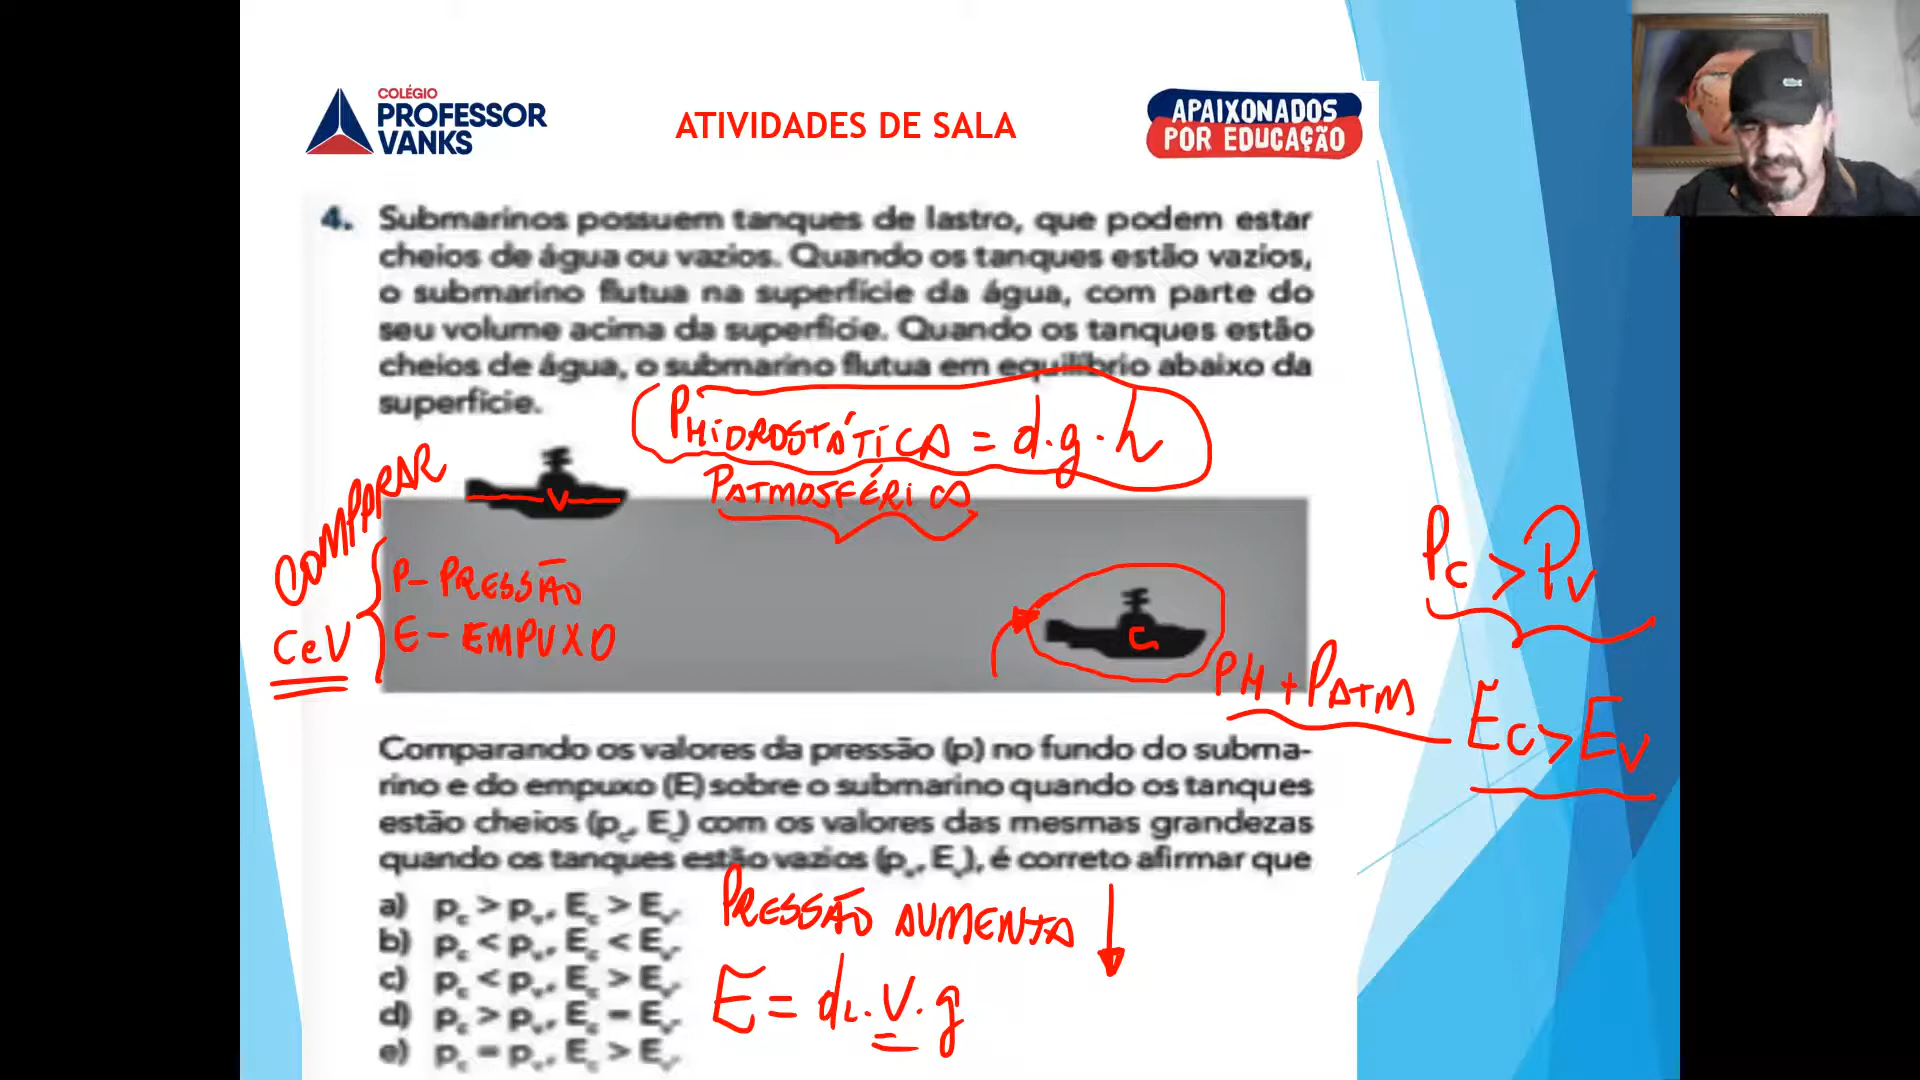 COLÉGIO
PROFESSOR
VANKS
ATIVIDADES DE SALA
APAIXONADOS
POR EDUCAÇÃO
4. Submarinos possuem tanques de lastro, que podem estar
cheios de água ou vazios. Quando os tanques estão vazios,
o submarino flutua na superfície da água, com parte do
seu volume acima da superfície. Quando os tanques estão
cheios de água, o submarino flutua em equilíbrio abaixo da
superfície.
PHIDROSTÁTICA = d.g.h
PATMOSFÉRICA
COMPARAR
V
P- PRESSÃO
E - EMPUXO
CeV
C
PH + PATM
Pc > Pv
Ec > Ev
Comparando os valores da pressão (p) no fundo do subma-
rino e do empuxo (E) sobre o submarino quando os tanques
estão cheios (pc, Ec) com os valores das mesmas grandezas
quando os tanques estão vazios (pv, Ev), é correto afirmar que
a) pc > pv, Ec > Ev.
b) pc < pv, Ec < Ev.
c) pc < pv, Ec > Ev.
d) pc > pv, Ec = Ev.
e) pc = pv, Ec > Ev.
PRESSÃO AUMENTA
E = dL.V.g